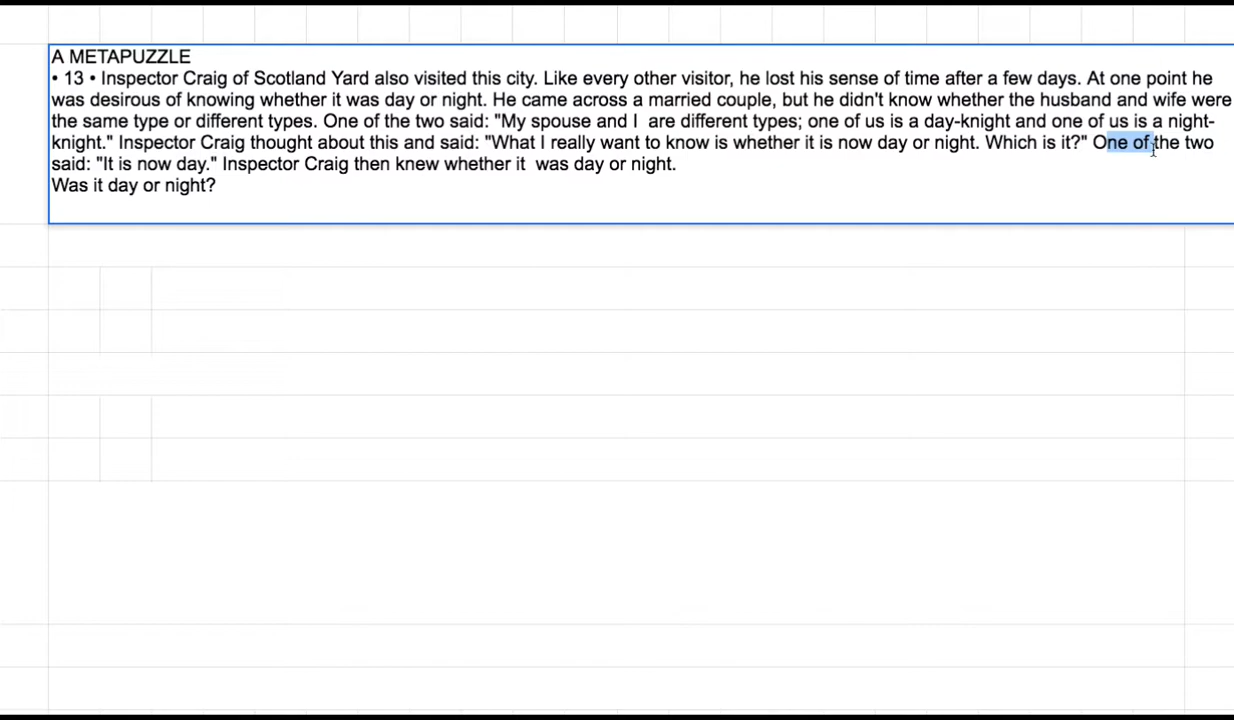 A METAPUZZLE
• 13 • Inspector Craig of Scotland Yard also visited this city. Like every other visitor, he lost his sense of time after a few days. At one point he
was desirous of knowing whether it was day or night. He came across a married couple, but he didn't know whether the husband and wife were
the same type or different types. One of the two said: "My spouse and I  are different types; one of us is a day-knight and one of us is a night-
knight." Inspector Craig thought about this and said: "What I really want to know is whether it is now day or night. Which is it?" One of the two
said: "It is now day." Inspector Craig then knew whether it  was day or night.
Was it day or night?